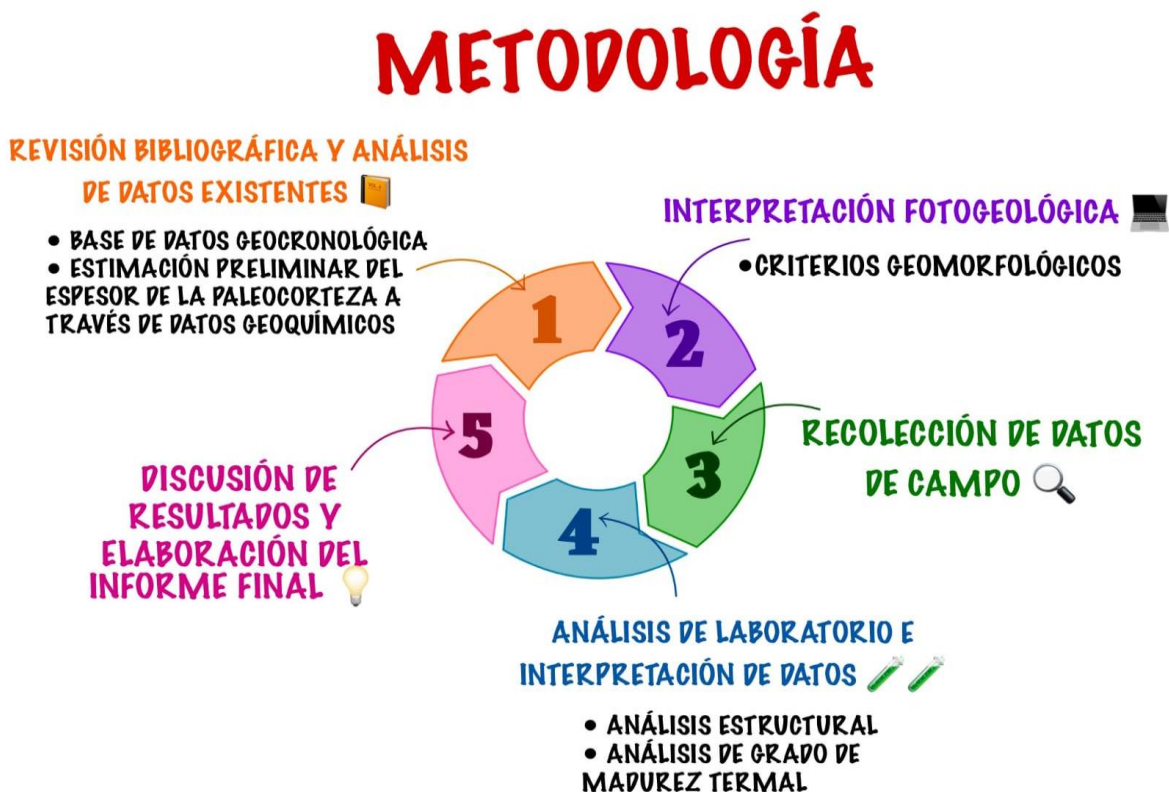 METODOLOGÍA
REVISIÓN BIBLIOGRÁFICA Y ANÁLISIS
DE DATOS EXISTENTES
• BASE DE DATOS GEOCRONOLÓGICA
• ESTIMACIÓN PRELIMINAR DEL
ESPESOR DE LA PALEOCORTEZA A
TRAVÉS DE DATOS GEOQUÍMICOS
1
INTERPRETACIÓN FOTOGEOLÓGICA
•CRITERIOS GEOMORFOLÓGICOS
2
RECOLECCIÓN DE DATOS
DE CAMPO
3
ANÁLISIS DE LABORATORIO E
INTERPRETACIÓN DE DATOS
• ANÁLISIS ESTRUCTURAL
• ANÁLISIS DE GRADO DE
MADUREZ TERMAL
4
DISCUSIÓN DE
RESULTADOS Y
ELABORACIÓN DEL
INFORME FINAL
5